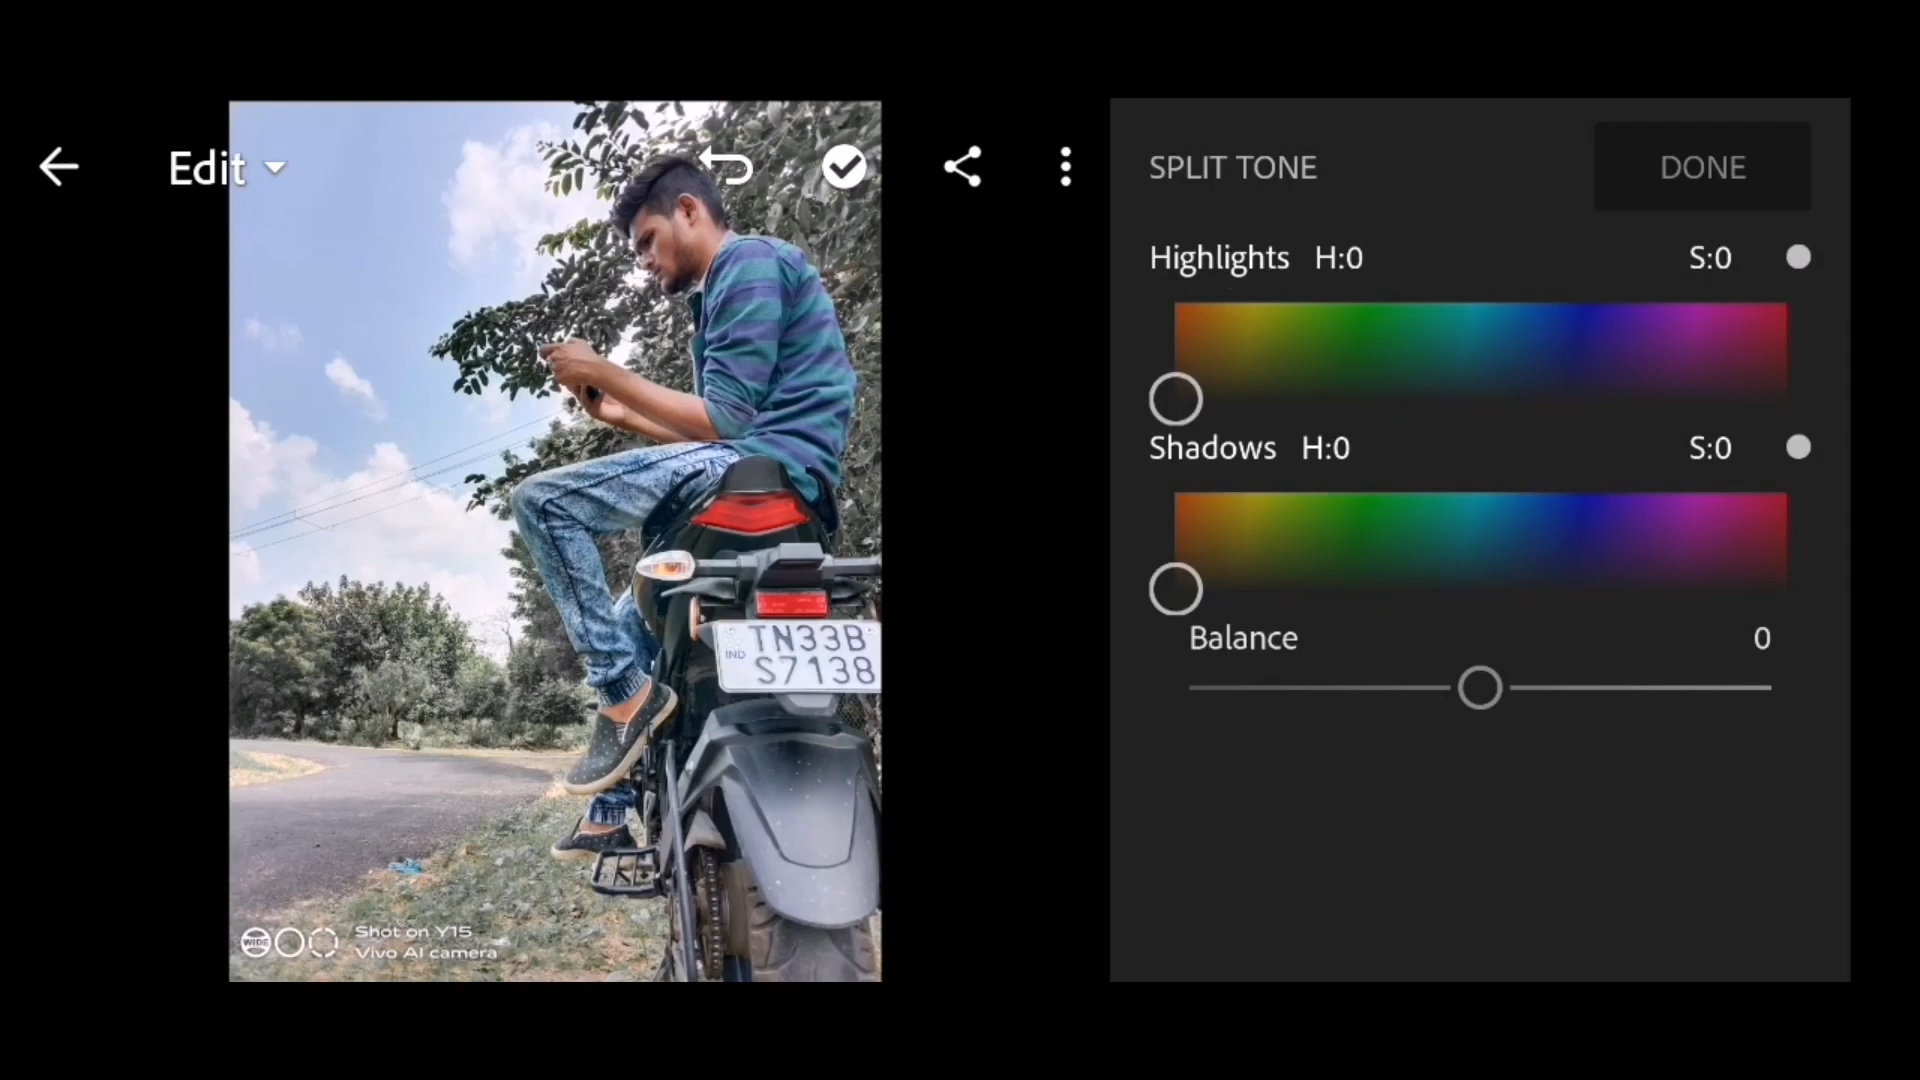 Edit
SPLIT TONE
DONE
Highlights H:0 S:0
Shadows H:0 S:0
Balance 0
TN33B
IND
S7138
WIDE
Shot on Y15
Vivo AI camera